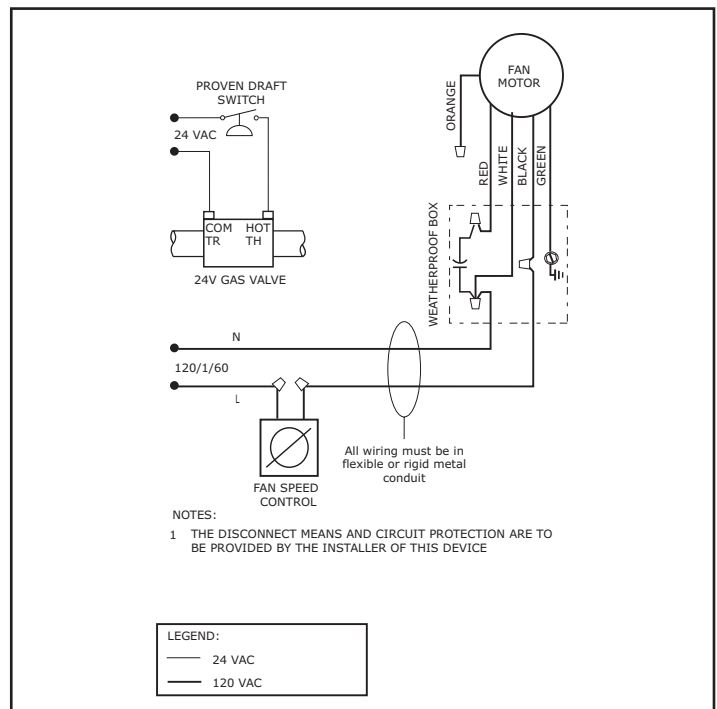 FAN
MOTOR
PROVEN DRAFT
SWITCH
24 VAC
ORANGE
RED
WHITE
BLACK
GREEN
COM
TR
HOT
TH
24V GAS VALVE
WEATHERPROOF BOX
N
120/1/60
L
All wiring must be in
flexible or rigid metal
conduit
FAN SPEED
CONTROL
NOTES:
1 THE DISCONNECT MEANS AND CIRCUIT PROTECTION ARE TO
BE PROVIDED BY THE INSTALLER OF THIS DEVICE
LEGEND:
24 VAC
120 VAC